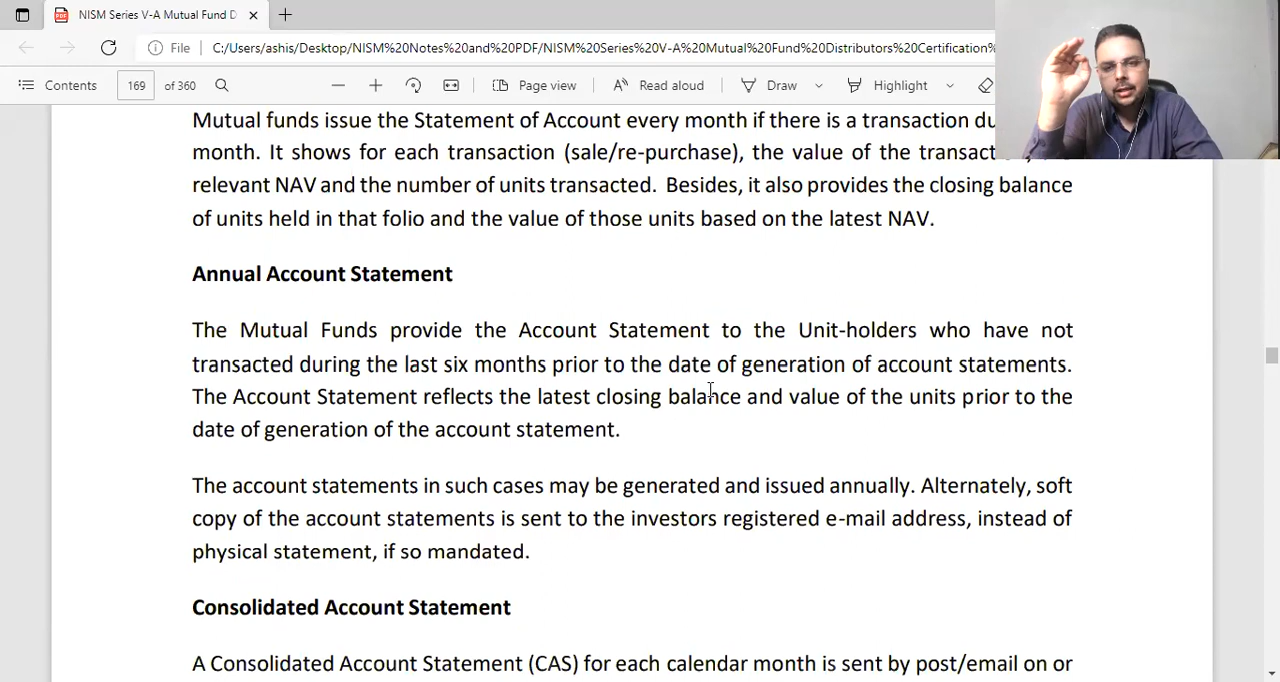 NISM Series V-A Mutual Fund D
File C:/Users/ashis/Desktop/NISM%20Notes%20and%20PDF/NISM%20Series%20V-A%20Mutual%20Fund%20Distributors%20Certification%
Contents 169 of 360 Page view Read aloud Draw Highlight
Mutual funds issue the Statement of Account every month if there is a transaction
month. It shows for each transaction (sale/re-purchase), the value of the
relevant NAV and the number of units transacted. Besides, it also provides the closing balance
of units held in that folio and the value of those units based on the latest NAV.
Annual Account Statement
The Mutual Funds provide the Account Statement to the Unit-holders who have not
transacted during the last six months prior to the date of generation of account statements.
The Account Statement reflects the latest closing balance and value of the units prior to the
date of generation of the account statement.
The account statements in such cases may be generated and issued annually. Alternately, soft
copy of the account statements is sent to the investors registered e-mail address, instead of
physical statement, if so mandated.
Consolidated Account Statement
A Consolidated Account Statement (CAS) for each calendar month is sent by post/email on or